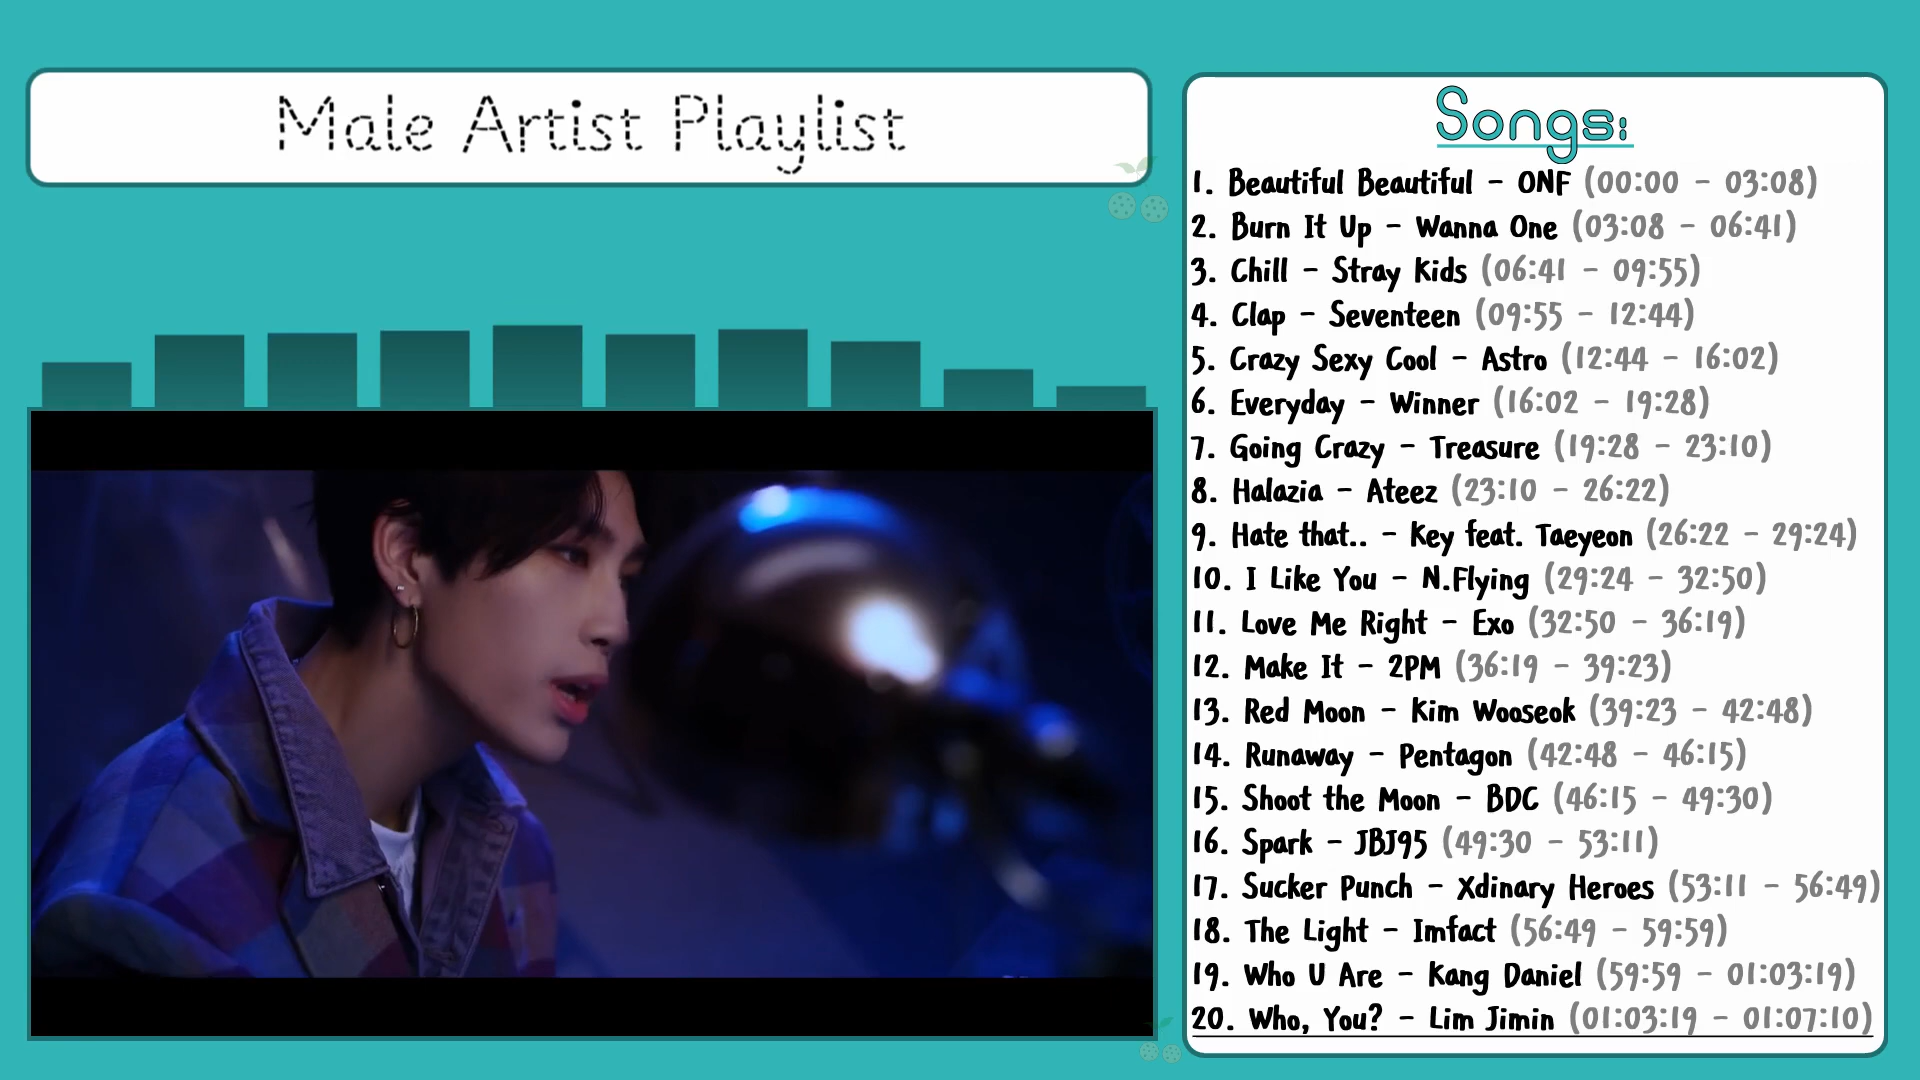 Male Artist Playlist
Songs:
1. Beautiful Beautiful - ONF (00:00 - 03:08)
2. Burn It Up - Wanna One (03:08 - 06:41)
3. Chill - Stray Kids (06:41 - 09:55)
4. Clap - Seventeen (09:55 - 12:44)
5. Crazy Sexy Cool - Astro (12:44 - 16:02)
6. Everyday - Winner (16:02 - 19:28)
7. Going Crazy - Treasure (19:28 - 23:10)
8. Halazia - Ateez (23:10 - 26:22)
9. Hate that.. - Key feat. Taeyeon (26:22 - 29:24)
10. I Like You - N.Flying (29:24 - 32:50)
11. Love Me Right - Exo (32:50 - 36:19)
12. Make It - 2PM (36:19 - 39:23)
13. Red Moon - Kim Wooseok (39:23 - 42:48)
14. Runaway - Pentagon (42:48 - 46:15)
15. Shoot the Moon - BDC (46:15 - 49:30)
16. Spark - JBJ95 (49:30 - 53:11)
17. Sucker Punch - Xdinary Heroes (53:11 - 56:49)
18. The Light - Imfact (56:49 - 59:59)
19. Who U Are - Kang Daniel (59:59 - 01:03:19)
20. Who, You? - Lim Jimin (01:03:19 - 01:07:10)